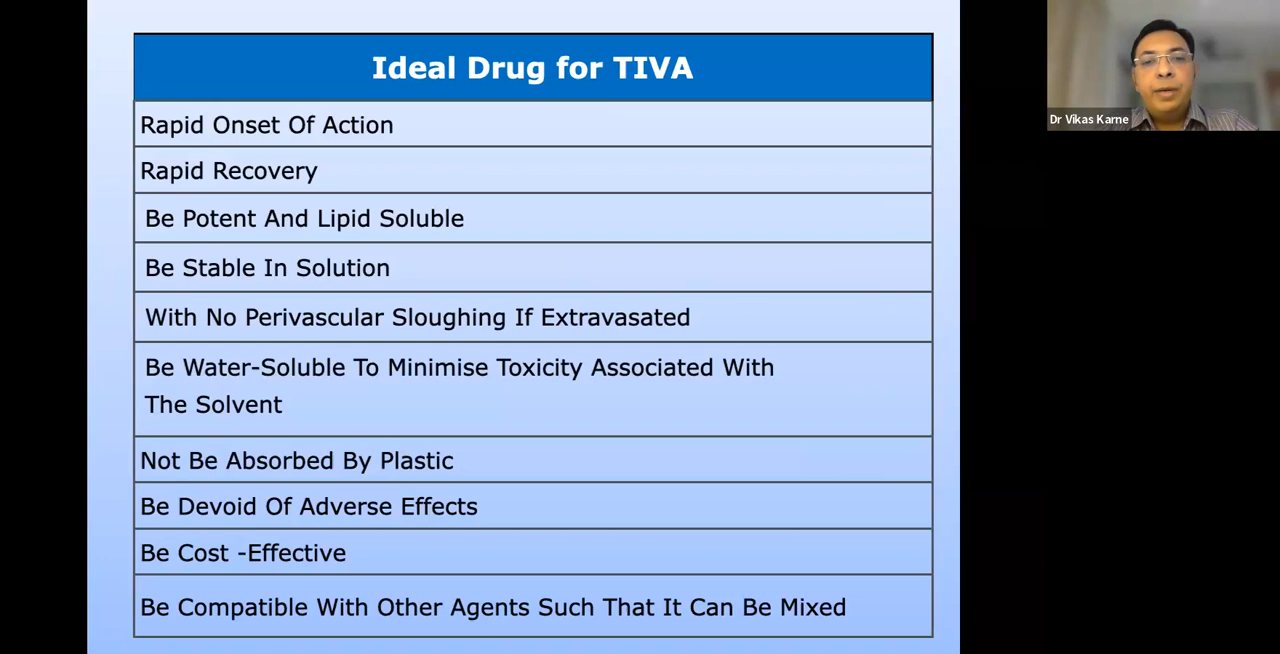 Ideal Drug for TIVA
Rapid Onset Of Action
Rapid Recovery
Be Potent And Lipid Soluble
Be Stable In Solution
With No Perivascular Sloughing If Extravasated
Be Water-Soluble To Minimise Toxicity Associated With
The Solvent
Not Be Absorbed By Plastic
Be Devoid Of Adverse Effects
Be Cost -Effective
Be Compatible With Other Agents Such That It Can Be Mixed
Dr Vikas Karne